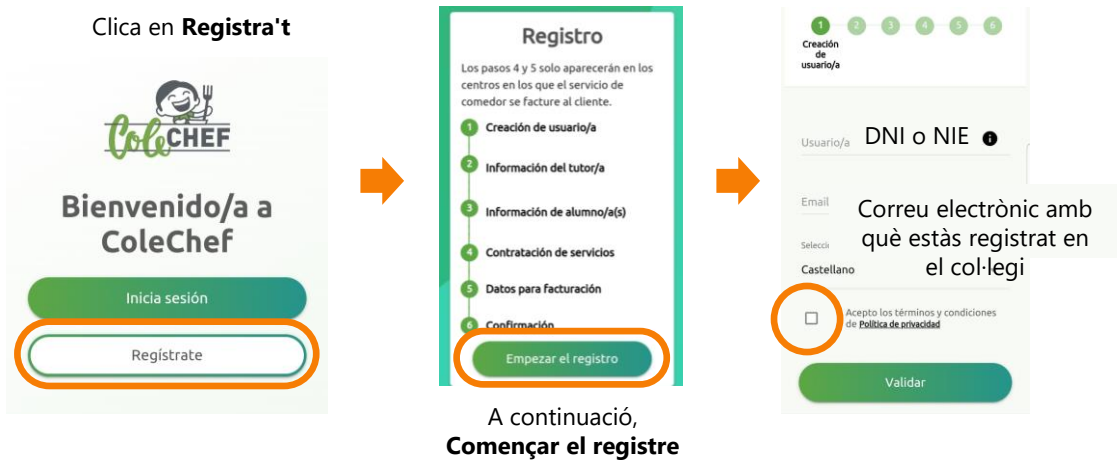 Clica en Registra't
ColeCHEF
Bienvenido/a a
ColeChef
Inicia sesión
Regístrate
Registro
Los pasos 4 y 5 solo aparecerán en los
centros en los que el servicio de
comedor se facture al cliente.
1 Creación de usuario/a
2 Información del tutor/a
3 Información de alumno/a(s)
4 Contratación de servicios
5 Datos para facturación
6 Confirmación
Empezar el registro
A continuació,
Començar el registre
1 2 3 4 5 6
Creación
de
usuario/a
Usuario/a DNI o NIE
Email
Correu electrònic amb
què estàs registrat en
el col·legi
Castellano
Acepto los términos y condiciones
de Política de privacidad
Validar